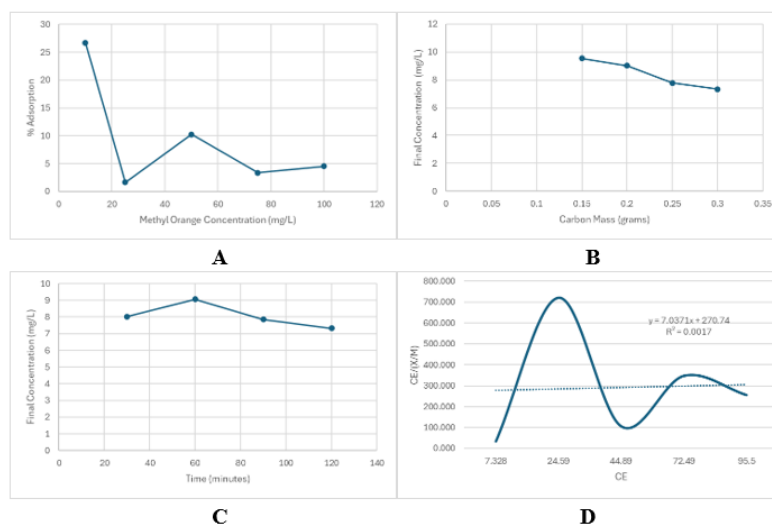 30
25
20
15
10
5
0
% Adsorption
0 20 40 60 80 100 120
Methyl Orange Concentration (mg/L)
A
12
10
8
6
4
2
0
Final Concentration (mg/L)
0 0.05 0.1 0.15 0.2 0.25 0.3 0.35
Carbon Mass (grams)
B
10
9
8
7
6
5
4
3
2
1
0
Final Concentration (mg/L)
0 20 40 60 80 100 120 140
Time (minutes)
C
800.000
700.000
600.000
500.000
400.000
300.000
200.000
100.000
0.000
CE/(X/M)
y = 7.0371x + 270.74
R² = 0.0017
7.328 24.59 44.89 72.49 95.5
CE
D